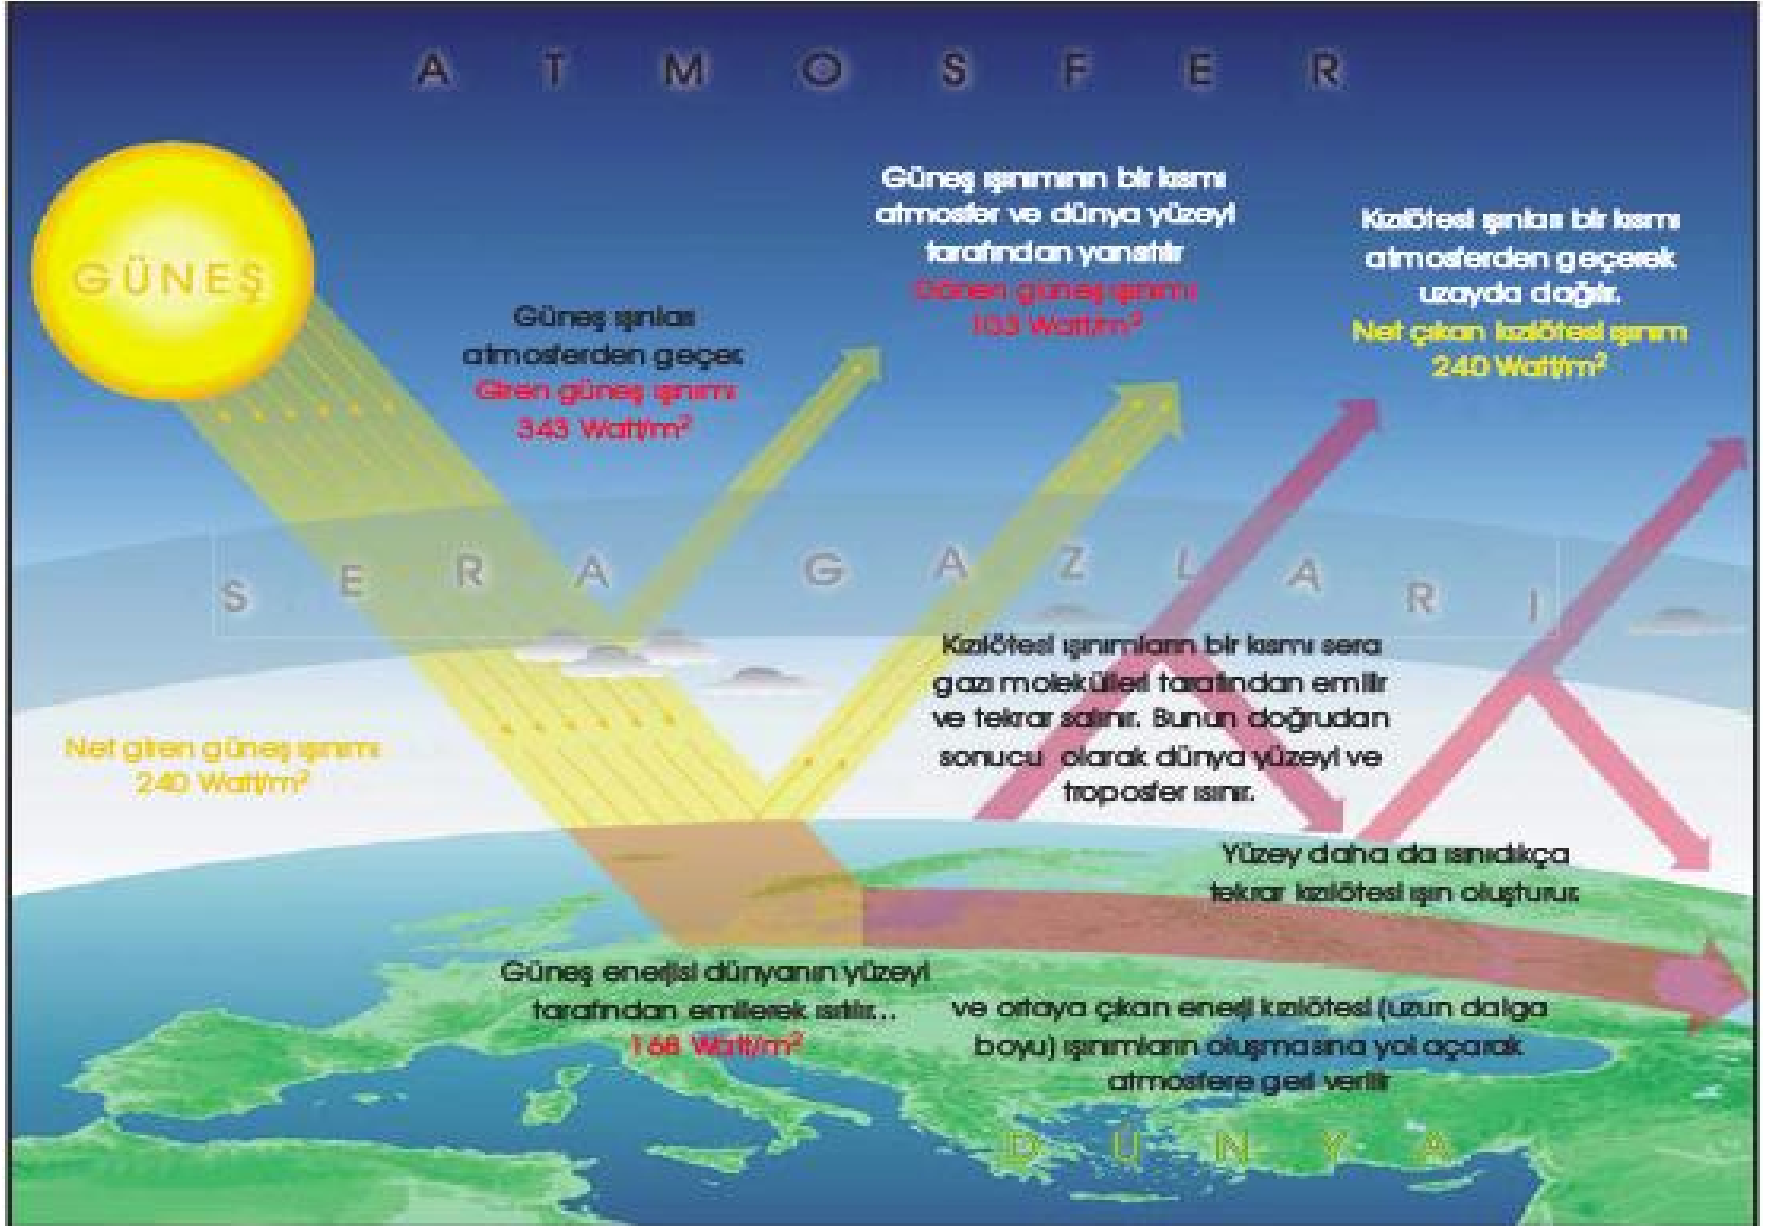 ATMOSFER
GÜNEŞ
Güneş ışınları
atmosferden geçer.
Giren güneş ışınımı
343 Watt/m²
Güneş ışınımının bir kısmı
atmosfer ve dünya yüzeyi
tarafından yansıtılır
Dönen güneş ışınımı
103 Watt/m²
Kızılötesi ışınları bir kısmı
atmosferden geçerek
uzayda dağılır.
Net çıkan kızılötesi ışınım
240 Watt/m²
SERA GAZLARI
Kızılötesi ışınımların bir kısmı sera
gazı molekülleri tarafından emilir
ve tekrar salınır. Bunun doğrudan
sonucu olarak dünya yüzeyi ve
troposfer ısınır.
Net giren güneş ışınımı
240 Watt/m²
Yüzey daha da ısındıkça
tekrar kızılötesi ışın oluşturur.
Güneş enerjisi dünyanın yüzeyi
tarafından emilerek ısıtılır...
168 Watt/m²
ve ortaya çıkan enerji kızılötesi (uzun dalga
boyu) ışınımların oluşmasına yol açarak
atmosfere geri verilir
DÜNYA